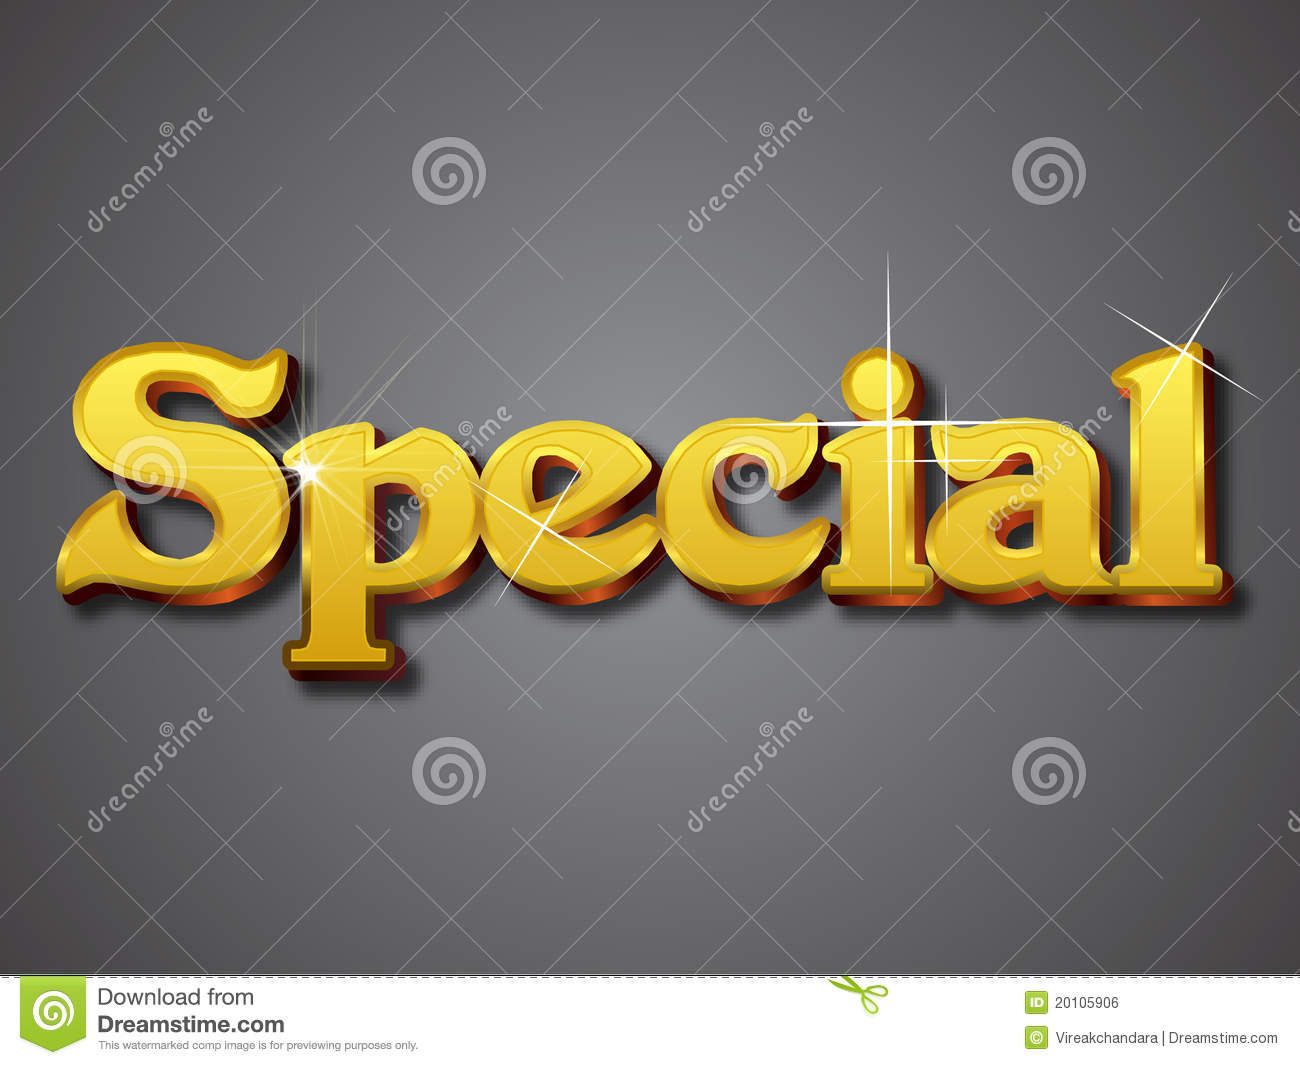 dreamstime
dreamstime
Special
dreamstime
dreamstime
dreamstime
dreamstime
Download from
Dreamstime.com
This watermarked comp image is for previewing purposes only.
ID 20105906
© Vireakchandara | Dreamstime.com